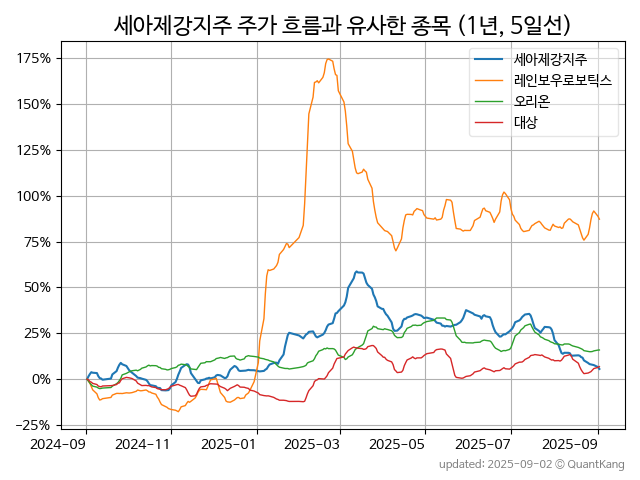 세아제강지주 주가 흐름과 유사한 종목 (1년, 5일선)
175%
150%
125%
100%
75%
50%
25%
0%
−25%
세아제강지주
레인보우로보틱스
오리온
대상
2024-09
2024-11
2025-01
2025-03
2025-05
2025-07
2025-09
updated: 2025-09-02 © QuantKang